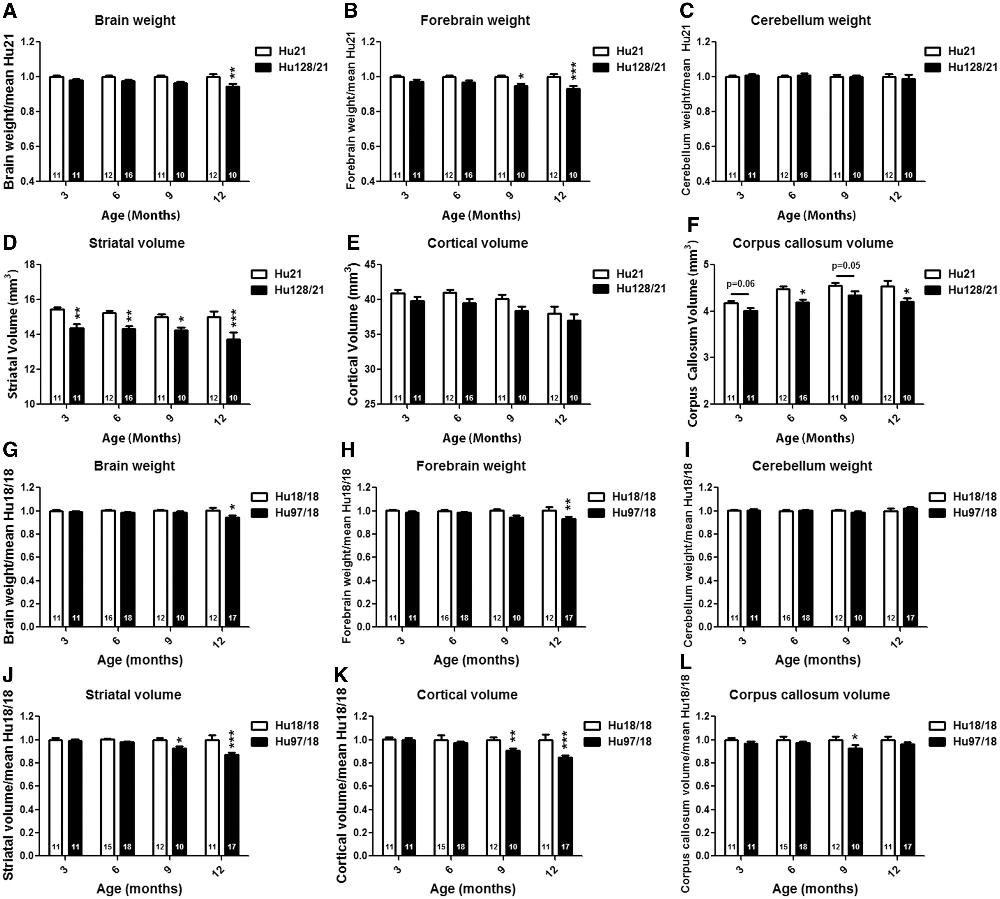 A
Brain weight
Brain weight/mean Hu21
1.2
1.0
0.8
0.6
0.4
Hu21
Hu128/21
**
11 11 12 16 11 10 12 10
3 6 9 12
Age (Months)
B
Forebrain weight
Forebrain weight/mean Hu21
1.2
1.0
0.8
0.6
0.4
Hu21
Hu128/21
* ***
11 11 12 16 11 10 12 10
3 6 9 12
Age (Months)
C
Cerebellum weight
Cerebellum weight/mean Hu21
1.2
1.0
0.8
0.6
0.4
Hu21
Hu128/21
11 11 12 16 11 10 12 10
3 6 9 12
Age (Months)
D
Striatal volume
Striatal Volume (mm3)
18
16
14
12
10
Hu21
Hu128/21
** ** * ***
11 11 12 16 11 10 12 10
3 6 9 12
Age (Months)
E
Cortical volume
Cortical Volume (mm3)
45
40
35
30
25
Hu21
Hu128/21
11 11 12 16 11 10 12 10
3 6 9 12
Age (Months)
F
Corpus callosum volume
Corpus Callosum Volume (mm3)
5
4
3
2
Hu21
Hu128/21
p=0.06 * p=0.05 *
11 11 12 16 11 10 12 10
3 6 9 12
Age (Months)
G
Brain weight
Brain weight/mean Hu18/18
1.2
1.0
0.8
0.6
0.4
0.2
0.0
Hu18/18
Hu97/18
*
11 11 16 18 12 10 12 17
3 6 9 12
Age (months)
H
Forebrain weight
Forebrain weight/mean Hu18/18
1.2
1.0
0.8
0.6
0.4
0.2
0.0
Hu18/18
Hu97/18
**
11 11 16 18 12 10 12 17
3 6 9 12
Age (months)
I
Cerebellum weight
Cerebellum weight/mean Hu18/18
1.2
1.0
0.8
0.6
0.4
0.2
0.0
Hu18/18
Hu97/18
11 11 16 18 12 10 12 17
3 6 9 12
Age (months)
J
Striatal volume
Striatal volume/mean Hu18/18
1.2
1.0
0.8
0.6
0.4
0.2
0.0
Hu18/18
Hu97/18
* ***
11 11 15 18 12 10 11 17
3 6 9 12
Age (months)
K
Cortical volume
Cortical volume/mean Hu18/18
1.2
1.0
0.8
0.6
0.4
0.2
0.0
Hu18/18
Hu97/18
** ***
11 11 15 18 12 10 11 17
3 6 9 12
Age (months)
L
Corpus callosum volume
Corpus callosum volume/mean Hu18/18
1.2
1.0
0.8
0.6
0.4
0.2
0.0
Hu18/18
Hu97/18
*
11 11 15 18 12 10 11 17
3 6 9 12
Age (months)